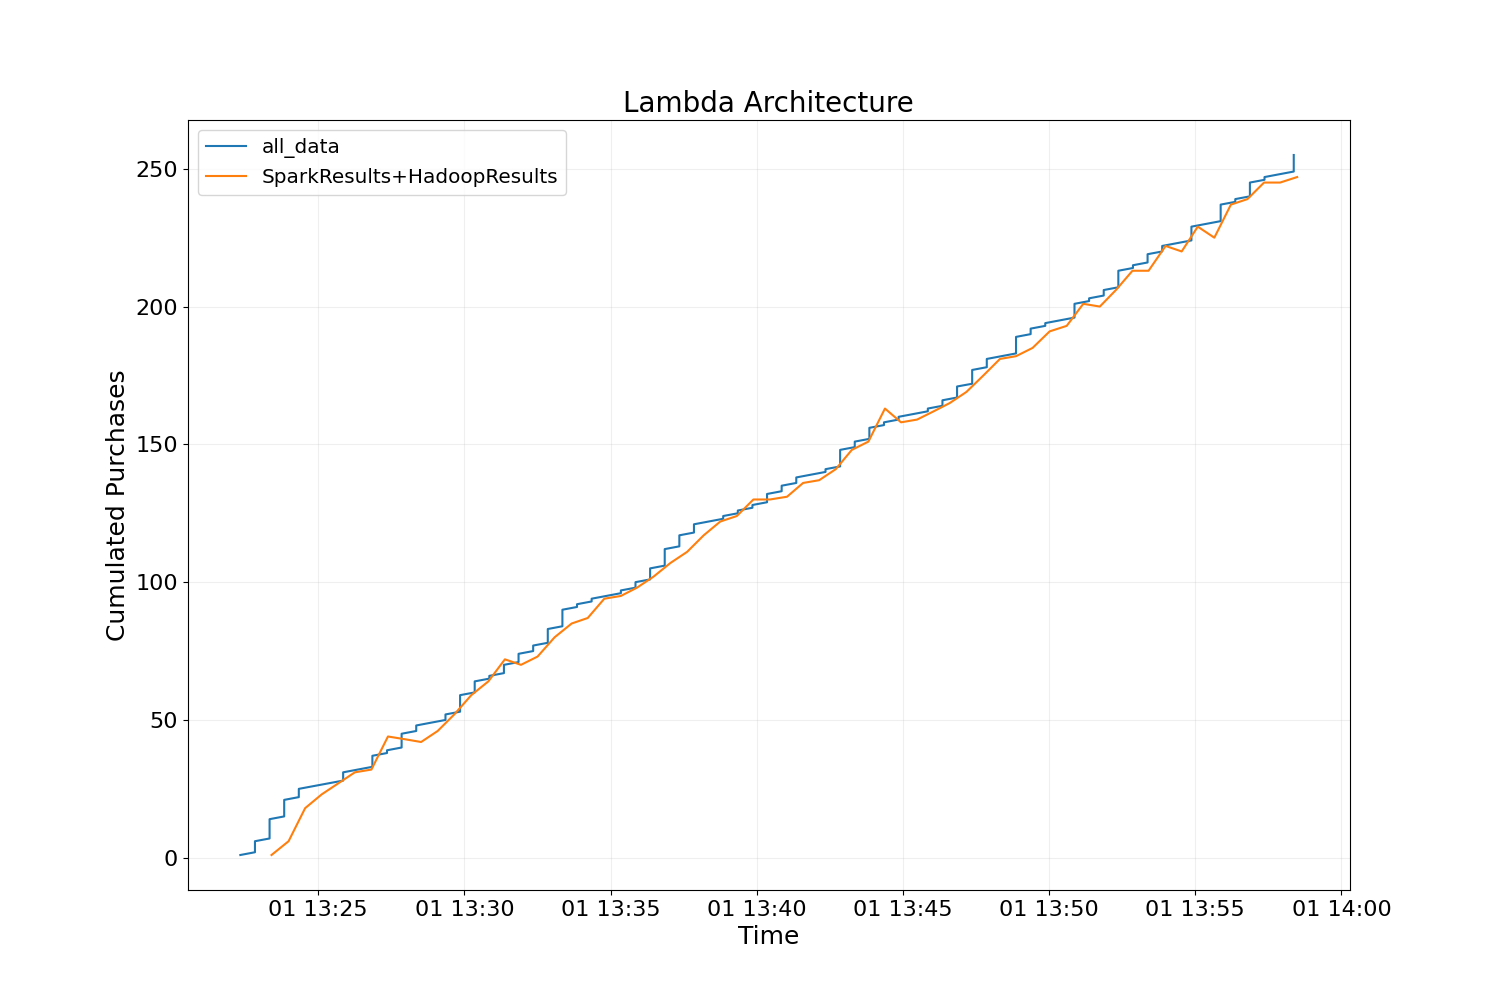 Lambda Architecture
all_data
SparkResults+HadoopResults
250
200
150
100
50
0
Cumulated Purchases
01 13:25 01 13:30 01 13:35 01 13:40 01 13:45 01 13:50 01 13:55 01 14:00
Time